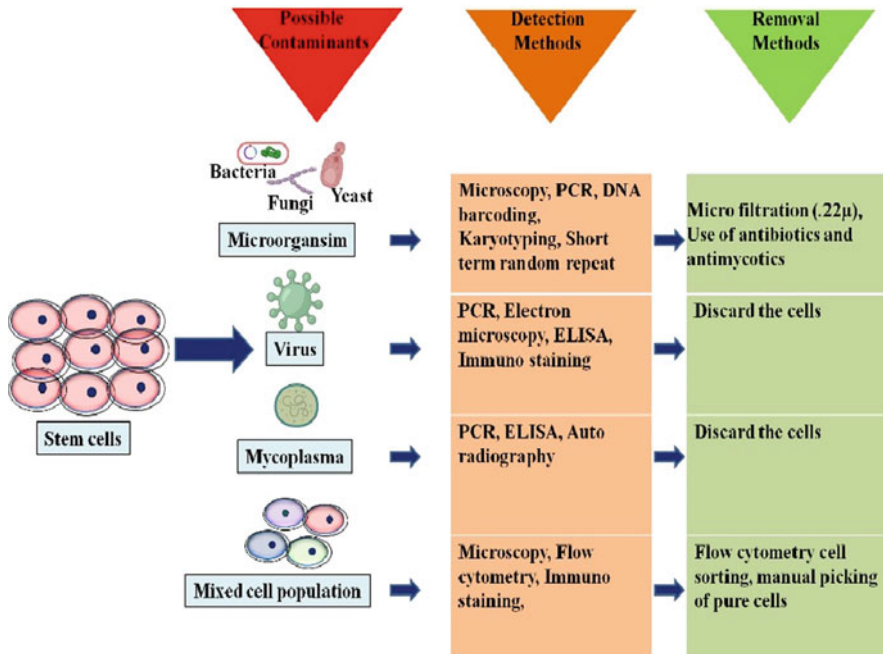 Possible
Contaminants
Detection
Methods
Removal
Methods
Bacteria
Fungi
Yeast
Microorgansim
Microscopy, PCR, DNA
barcoding,
Karyotyping, Short
term random repeat
Micro filtration (.22µ),
Use of antibiotics and
antimycotics
Stem cells
Virus
PCR, Electron
microscopy, ELISA,
Immuno staining
Discard the cells
Mycoplasma
PCR, ELISA, Auto
radiography
Discard the cells
Mixed cell population
Microscopy, Flow
cytometry, Immuno
staining,
Flow cytometry cell
sorting, manual picking
of pure cells